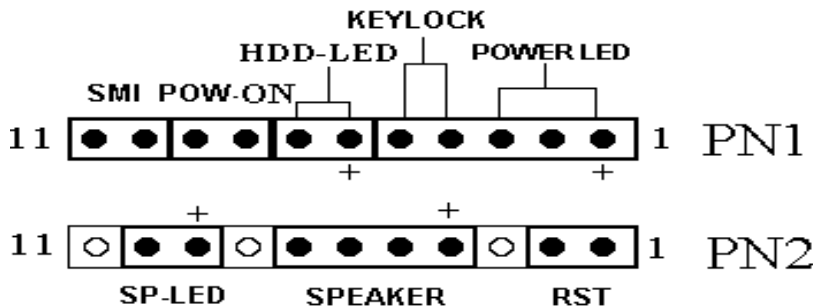 KEYLOCK
HDD-LED POWER LED
SMI POW-ON
11 1 PN1
+ +
+ +
11 1 PN2
SP-LED SPEAKER RST